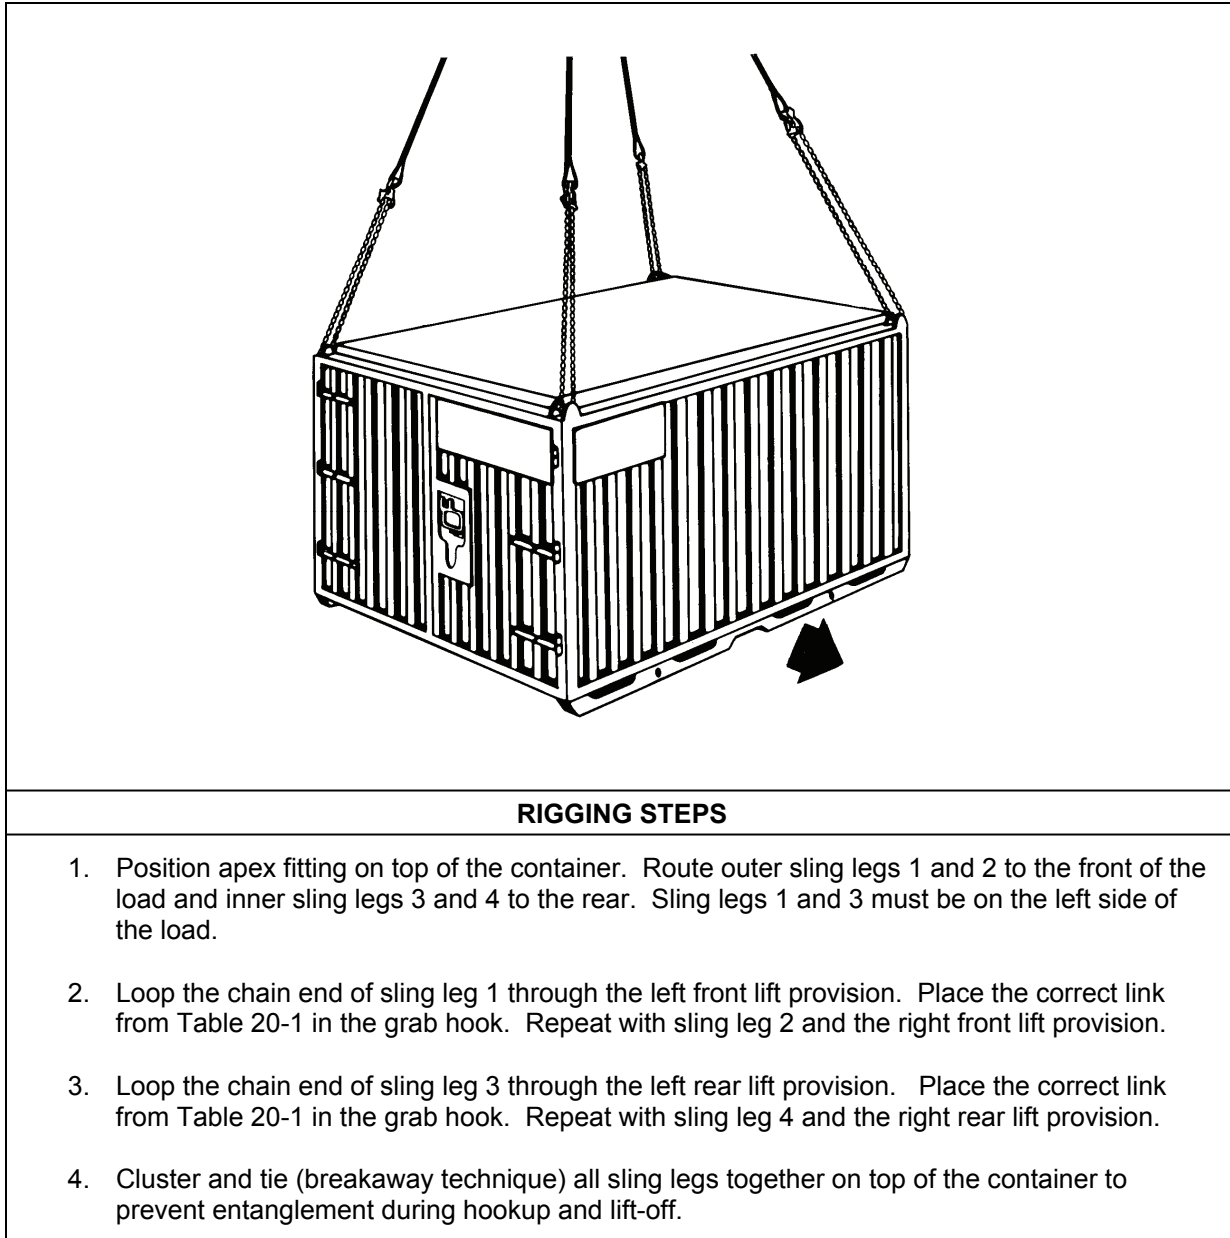 RIGGING STEPS
1. Position apex fitting on top of the container. Route outer sling legs 1 and 2 to the front of the
load and inner sling legs 3 and 4 to the rear. Sling legs 1 and 3 must be on the left side of
the load.
2. Loop the chain end of sling leg 1 through the left front lift provision. Place the correct link
from Table 20-1 in the grab hook. Repeat with sling leg 2 and the right front lift provision.
3. Loop the chain end of sling leg 3 through the left rear lift provision. Place the correct link
from Table 20-1 in the grab hook. Repeat with sling leg 4 and the right rear lift provision.
4. Cluster and tie (breakaway technique) all sling legs together on top of the container to
prevent entanglement during hookup and lift-off.